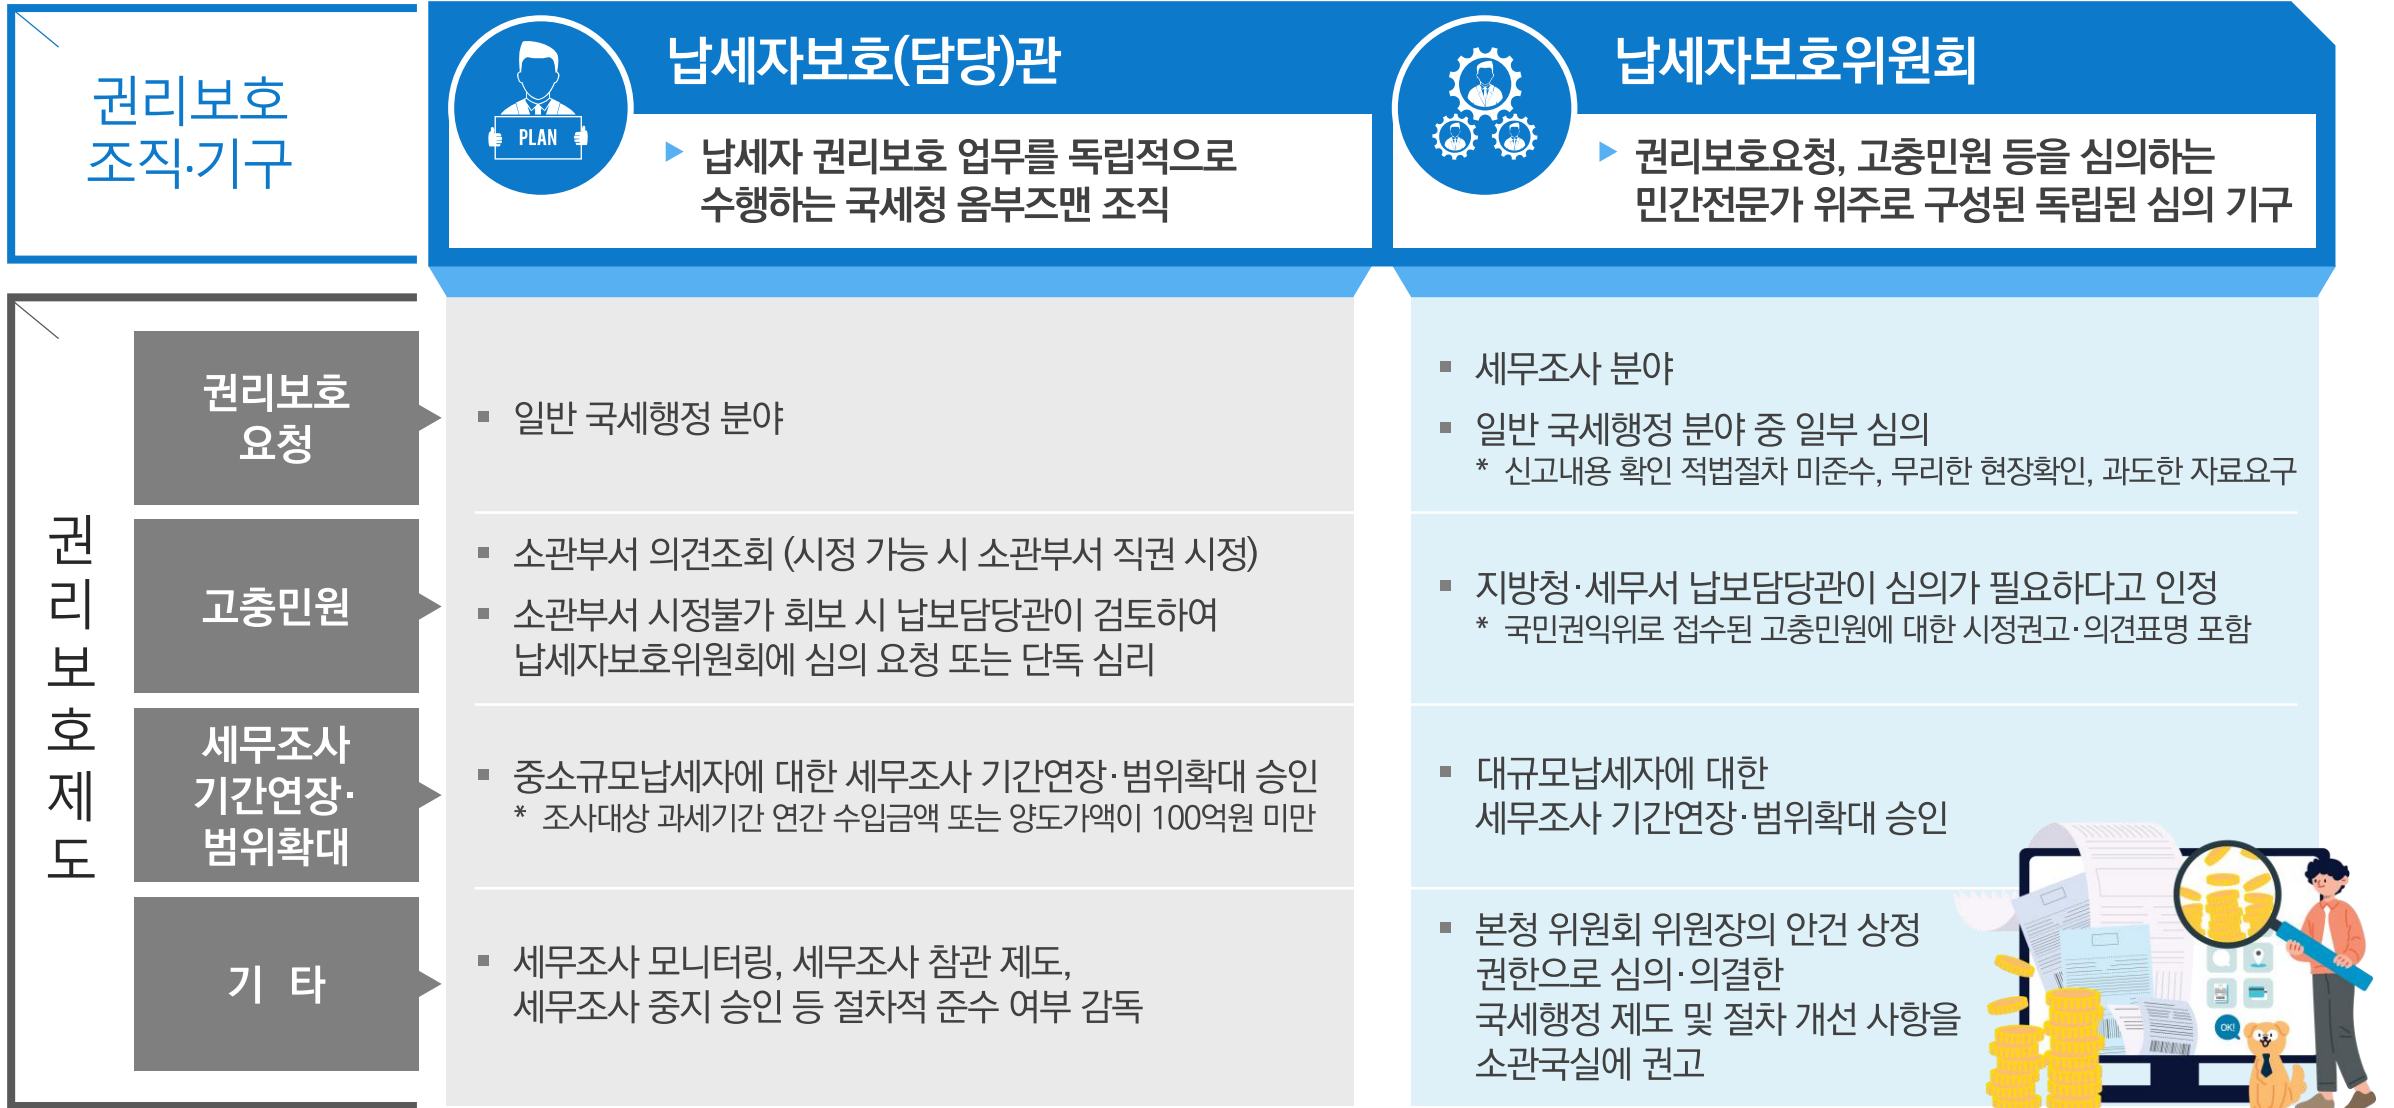 권리보호
조직·기구
납세자보호(담당)관
PLAN
▶ 납세자 권리보호 업무를 독립적으로
수행하는 국세청 옴부즈맨 조직
납세자보호위원회
▶ 권리보호요청, 고충민원 등을 심의하는
민간전문가 위주로 구성된 독립된 심의 기구
권리보호제도
권리보호
요청
▪ 일반 국세행정 분야
▪ 세무조사 분야
▪ 일반 국세행정 분야 중 일부 심의
* 신고내용 확인 적법절차 미준수, 무리한 현장확인, 과도한 자료요구
고충민원
▪ 소관부서 의견조회 (시정 가능 시 소관부서 직권 시정)
▪ 소관부서 시정불가 회보 시 납보담당관이 검토하여
납세자보호위원회에 심의 요청 또는 단독 심리
▪ 지방청·세무서 납보담당관이 심의가 필요하다고 인정
* 국민권익위로 접수된 고충민원에 대한 시정권고·의견표명 포함
세무조사
기간연장·
범위확대
▪ 중소규모납세자에 대한 세무조사 기간연장·범위확대 승인
* 조사대상 과세기간 연간 수입금액 또는 양도가액이 100억원 미만
▪ 대규모납세자에 대한
세무조사 기간연장·범위확대 승인
기 타
▪ 세무조사 모니터링, 세무조사 참관 제도,
세무조사 중지 승인 등 절차적 준수 여부 감독
▪ 본청 위원회 위원장의 안건 상정
권한으로 심의·의결한
국세행정 제도 및 절차 개선 사항을
소관국실에 권고
OK!